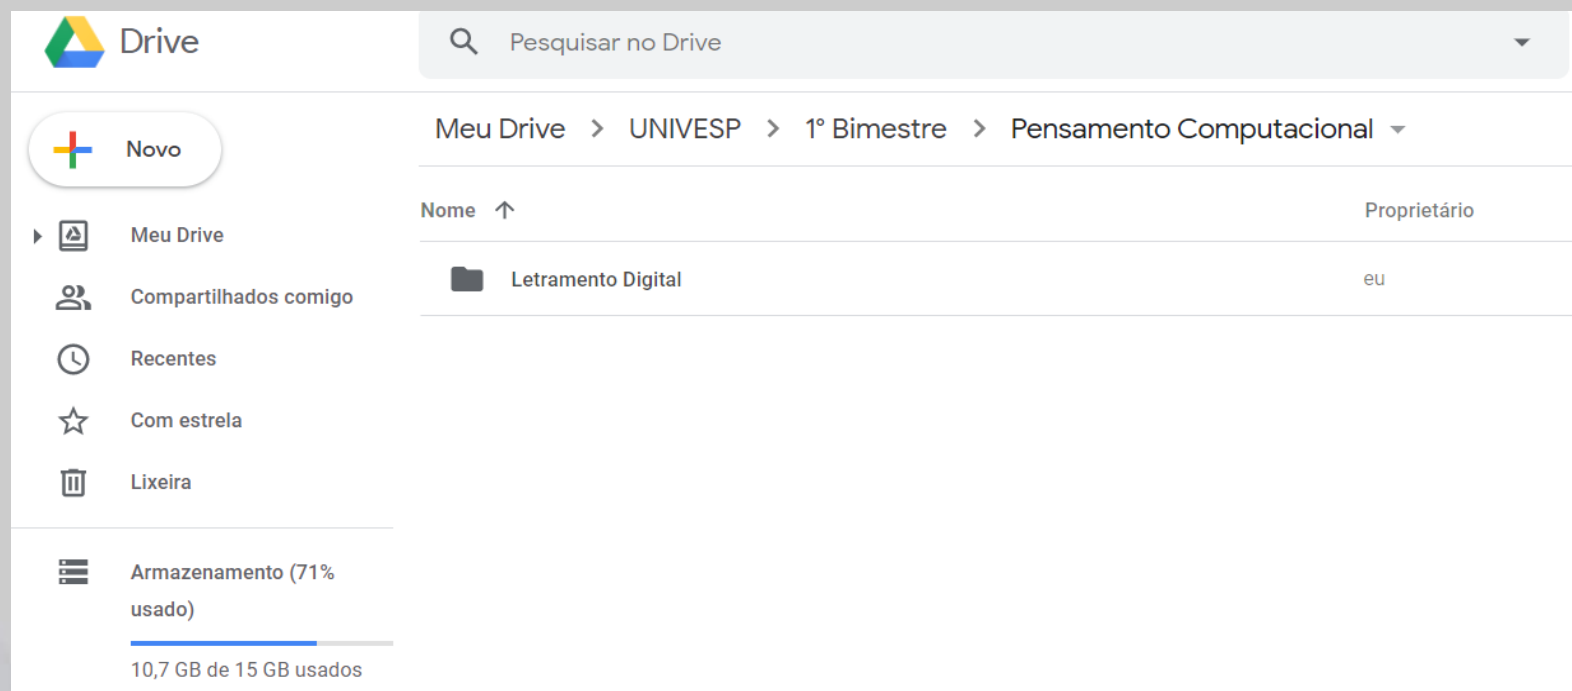 Drive
Pesquisar no Drive
Novo
Meu Drive
Compartilhados comigo
Recentes
Com estrela
Lixeira
Armazenamento (71%
usado)
10,7 GB de 15 GB usados
Meu Drive > UNIVESP > 1° Bimestre > Pensamento Computacional
Nome Proprietário
Letramento Digital eu